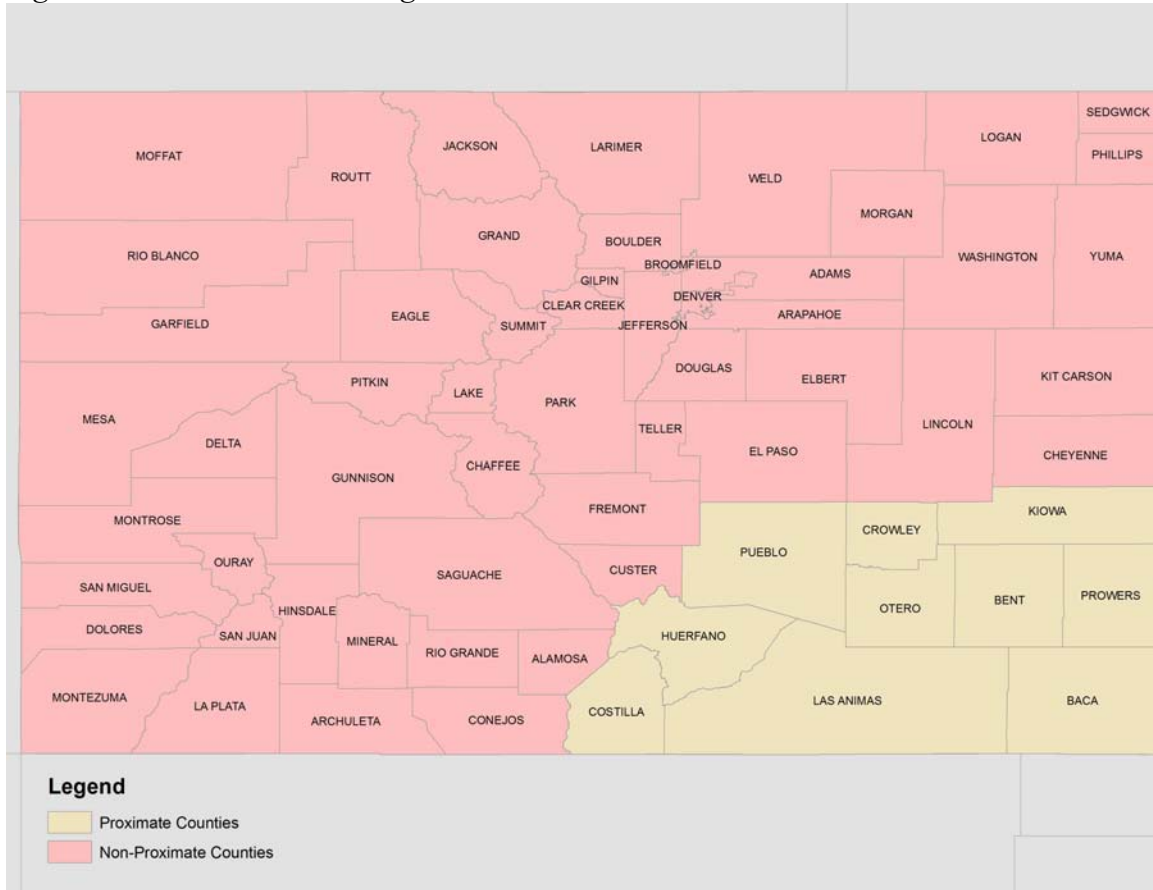 SEDGWICK
LOGAN
JACKSON
LARIMER
MOFFAT
PHILLIPS
ROUTT
WELD
MORGAN
GRAND
BOULDER
RIO BLANCO
WASHINGTON
YUMA
BROOMFIELD
ADAMS
GILPIN
DENVER
CLEAR CREEK
EAGLE
ARAPAHOE
GARFIELD
SUMMIT
JEFFERSON
DOUGLAS
KIT CARSON
ELBERT
PITKIN
LAKE
PARK
MESA
LINCOLN
TELLER
DELTA
EL PASO
CHEYENNE
CHAFFEE
GUNNISON
FREMONT
KIOWA
MONTROSE
CROWLEY
PUEBLO
OURAY
CUSTER
SAGUACHE
SAN MIGUEL
PROWERS
BENT
HINSDALE
OTERO
DOLORES
SAN JUAN
HUERFANO
MINERAL
RIO GRANDE
ALAMOSA
MONTEZUMA
LAS ANIMAS
BACA
LA PLATA
COSTILLA
CONEJOS
ARCHULETA
Legend
Proximate Counties
Non-Proximate Counties